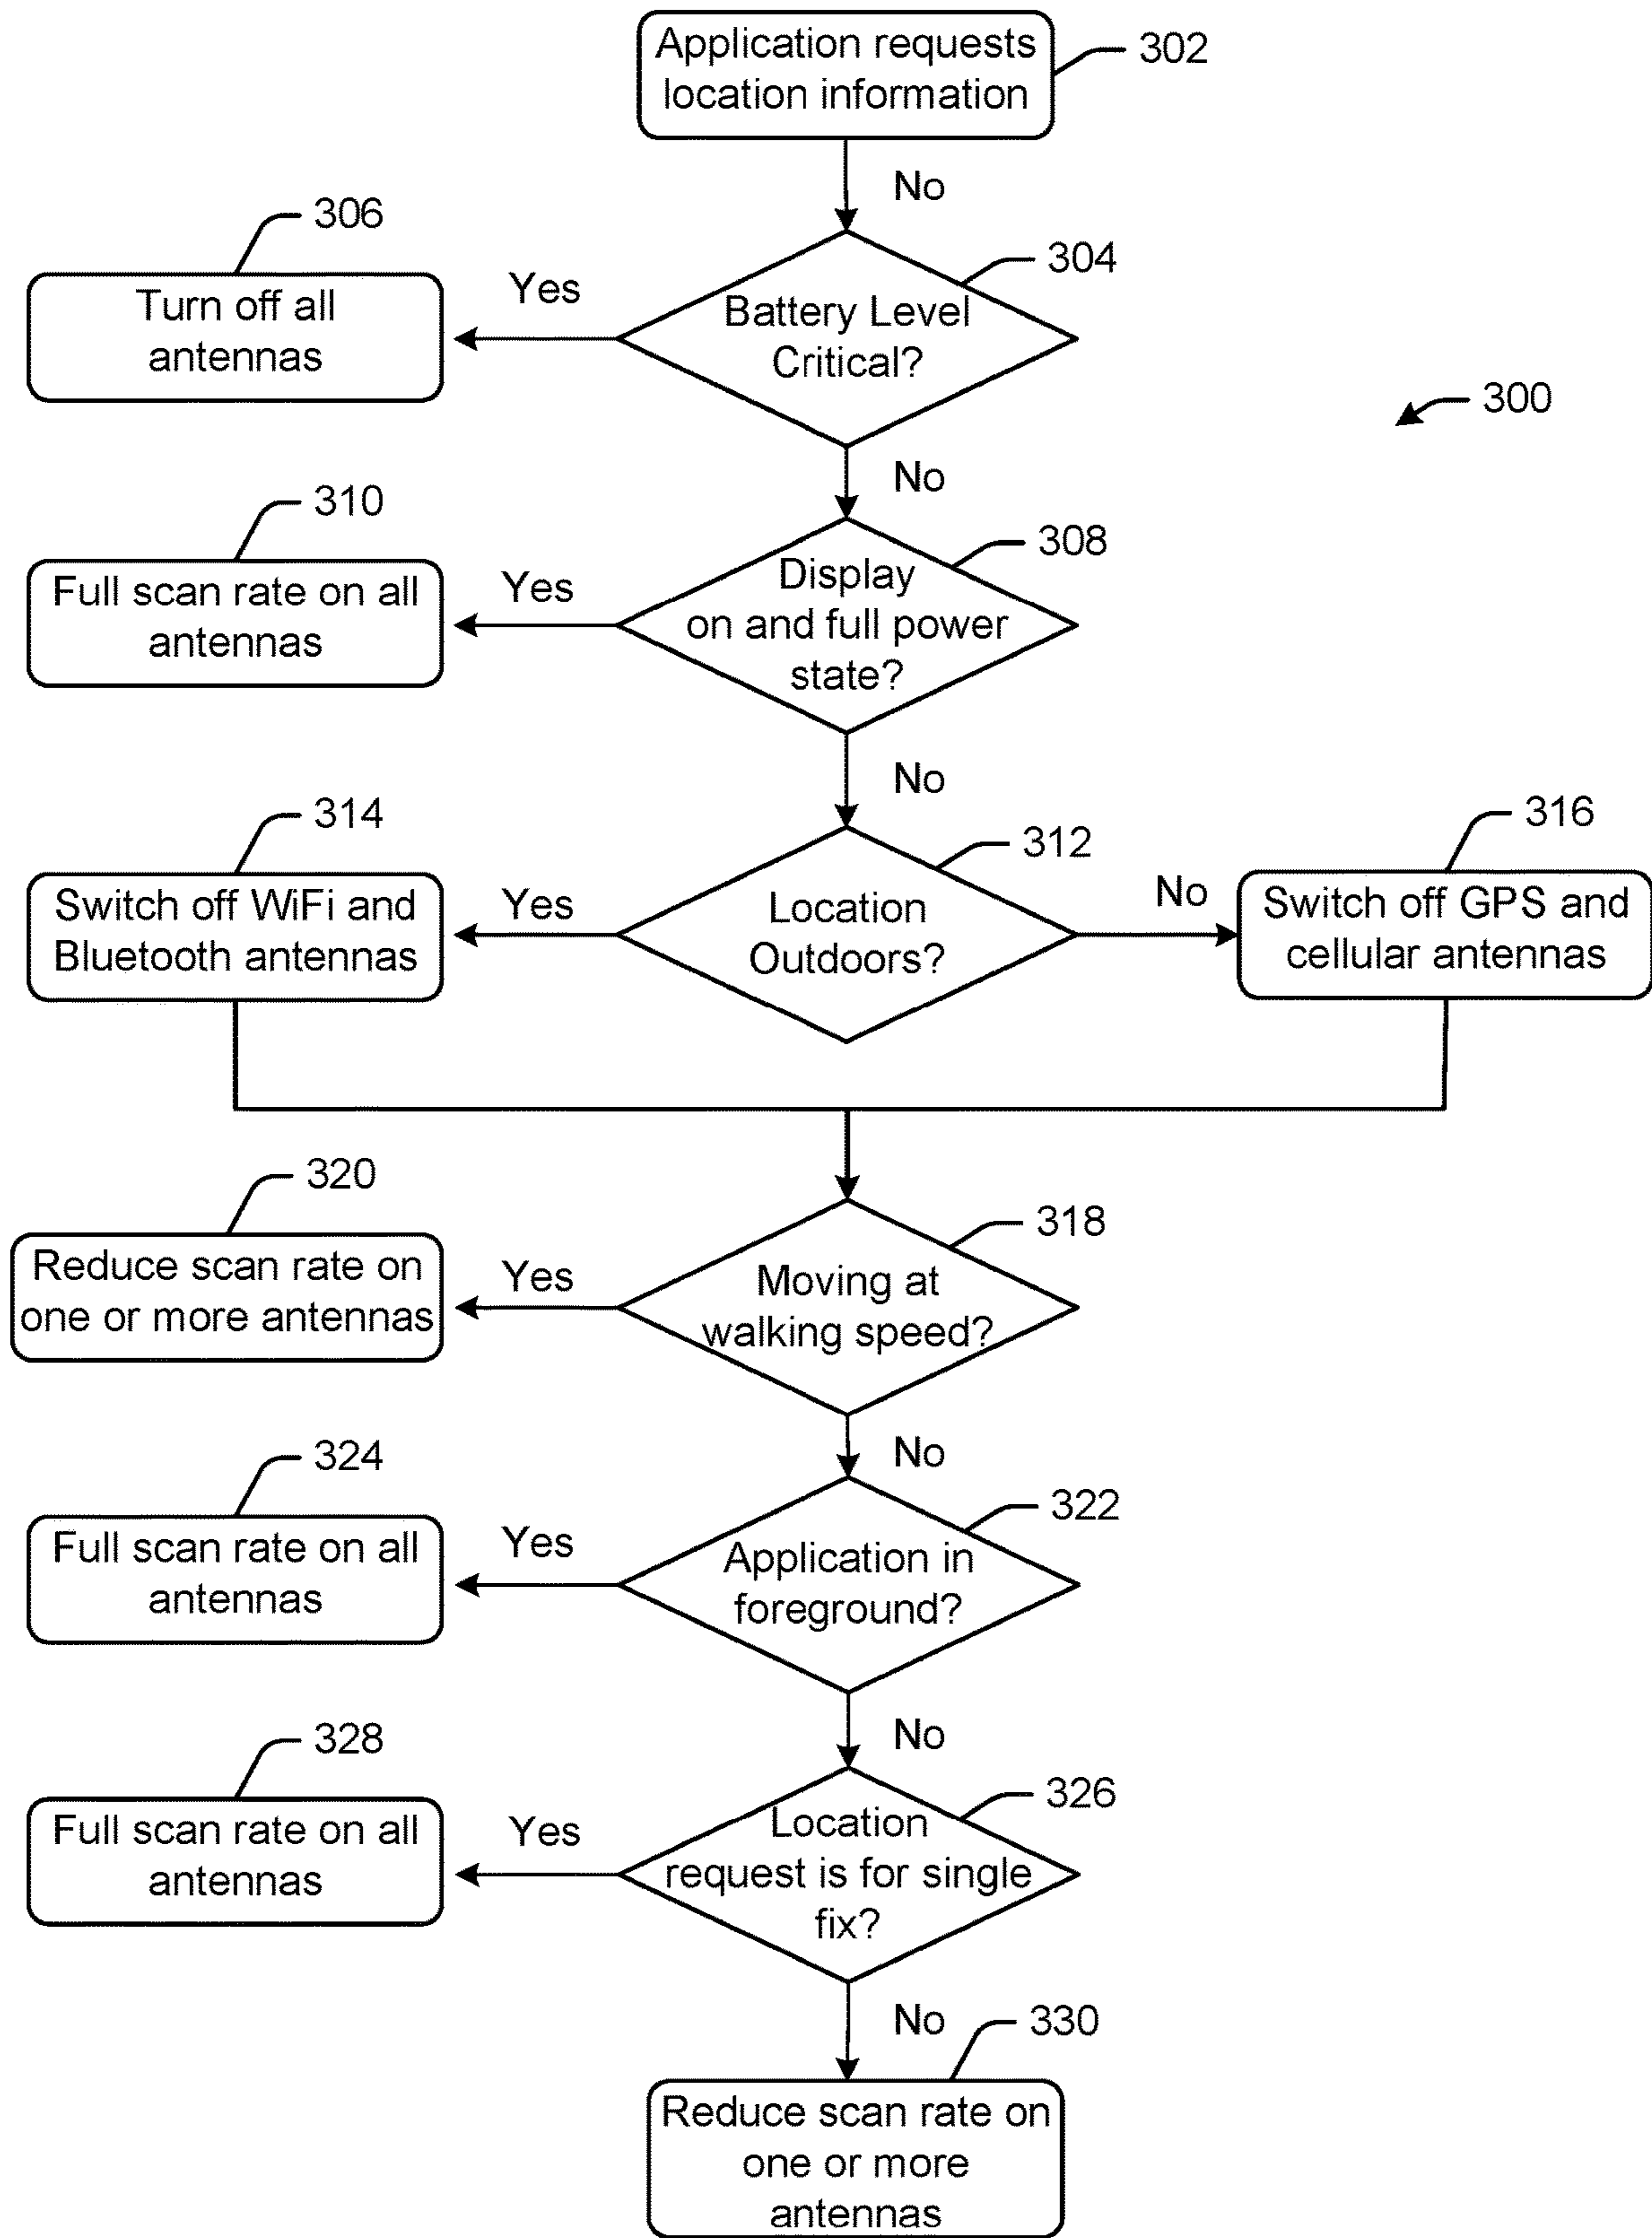 Application requests
location information
302
No
306
304
Yes
Turn off all
antennas
Battery Level
Critical?
300
No
310
308
Yes
Full scan rate on all
antennas
Display
on and full power
state?
No
314
312
316
Yes
No
Switch off WiFi and
Bluetooth antennas
Location
Outdoors?
Switch off GPS and
cellular antennas
320
318
Yes
Reduce scan rate on
one or more antennas
Moving at
walking speed?
No
324
322
Yes
Full scan rate on all
antennas
Application in
foreground?
No
328
326
Yes
Full scan rate on all
antennas
Location
request is for single
fix?
No
330
Reduce scan rate on
one or more
antennas